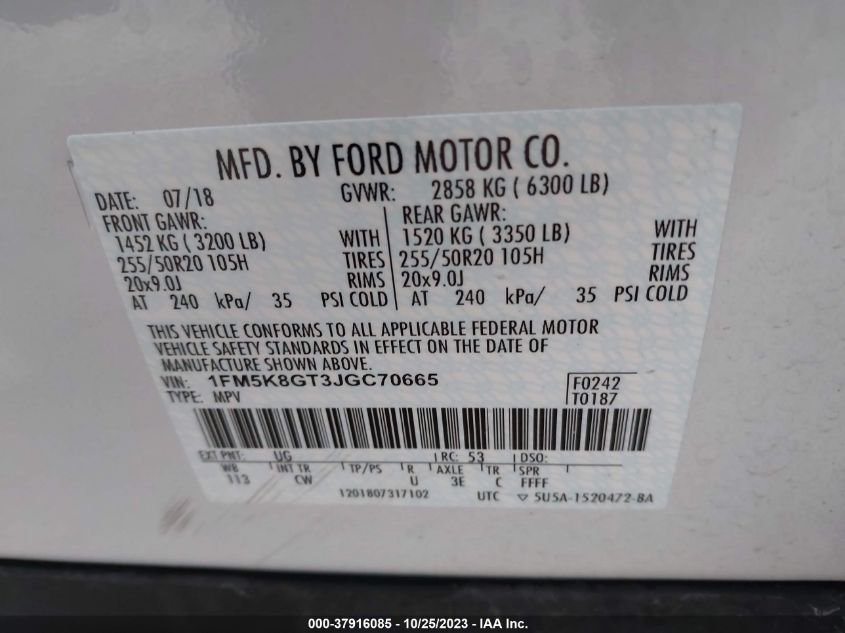 MFD. BY FORD MOTOR CO.
DATE: 07/18 GVWR: 2858 KG ( 6300 LB)
FRONT GAWR: REAR GAWR:
1452 KG ( 3200 LB) WITH 1520 KG ( 3350 LB) WITH
255/50R20 105H TIRES 255/50R20 105H TIRES
20x9.0J RIMS 20x9.0J RIMS
AT 240 kPa/ 35 PSI COLD AT 240 kPa/ 35 PSI COLD
THIS VEHICLE CONFORMS TO ALL APPLICABLE FEDERAL MOTOR
VEHICLE SAFETY STANDARDS IN EFFECT ON THE DATE OF
MANUFACTURE SHOWN ABOVE.
VIN: 1FM5K8GT3JGC70665 F0242
TYPE: MPV T0187
EXT PNT: UG RC: 53 DSO:
WB INT TR TP/PS R AXLE TR SPR
113 CW U 3E C FFFF
1201807317102 UTC ▽ 5U5A-1520472-BA
000-37916085 - 10/25/2023 - IAA Inc.